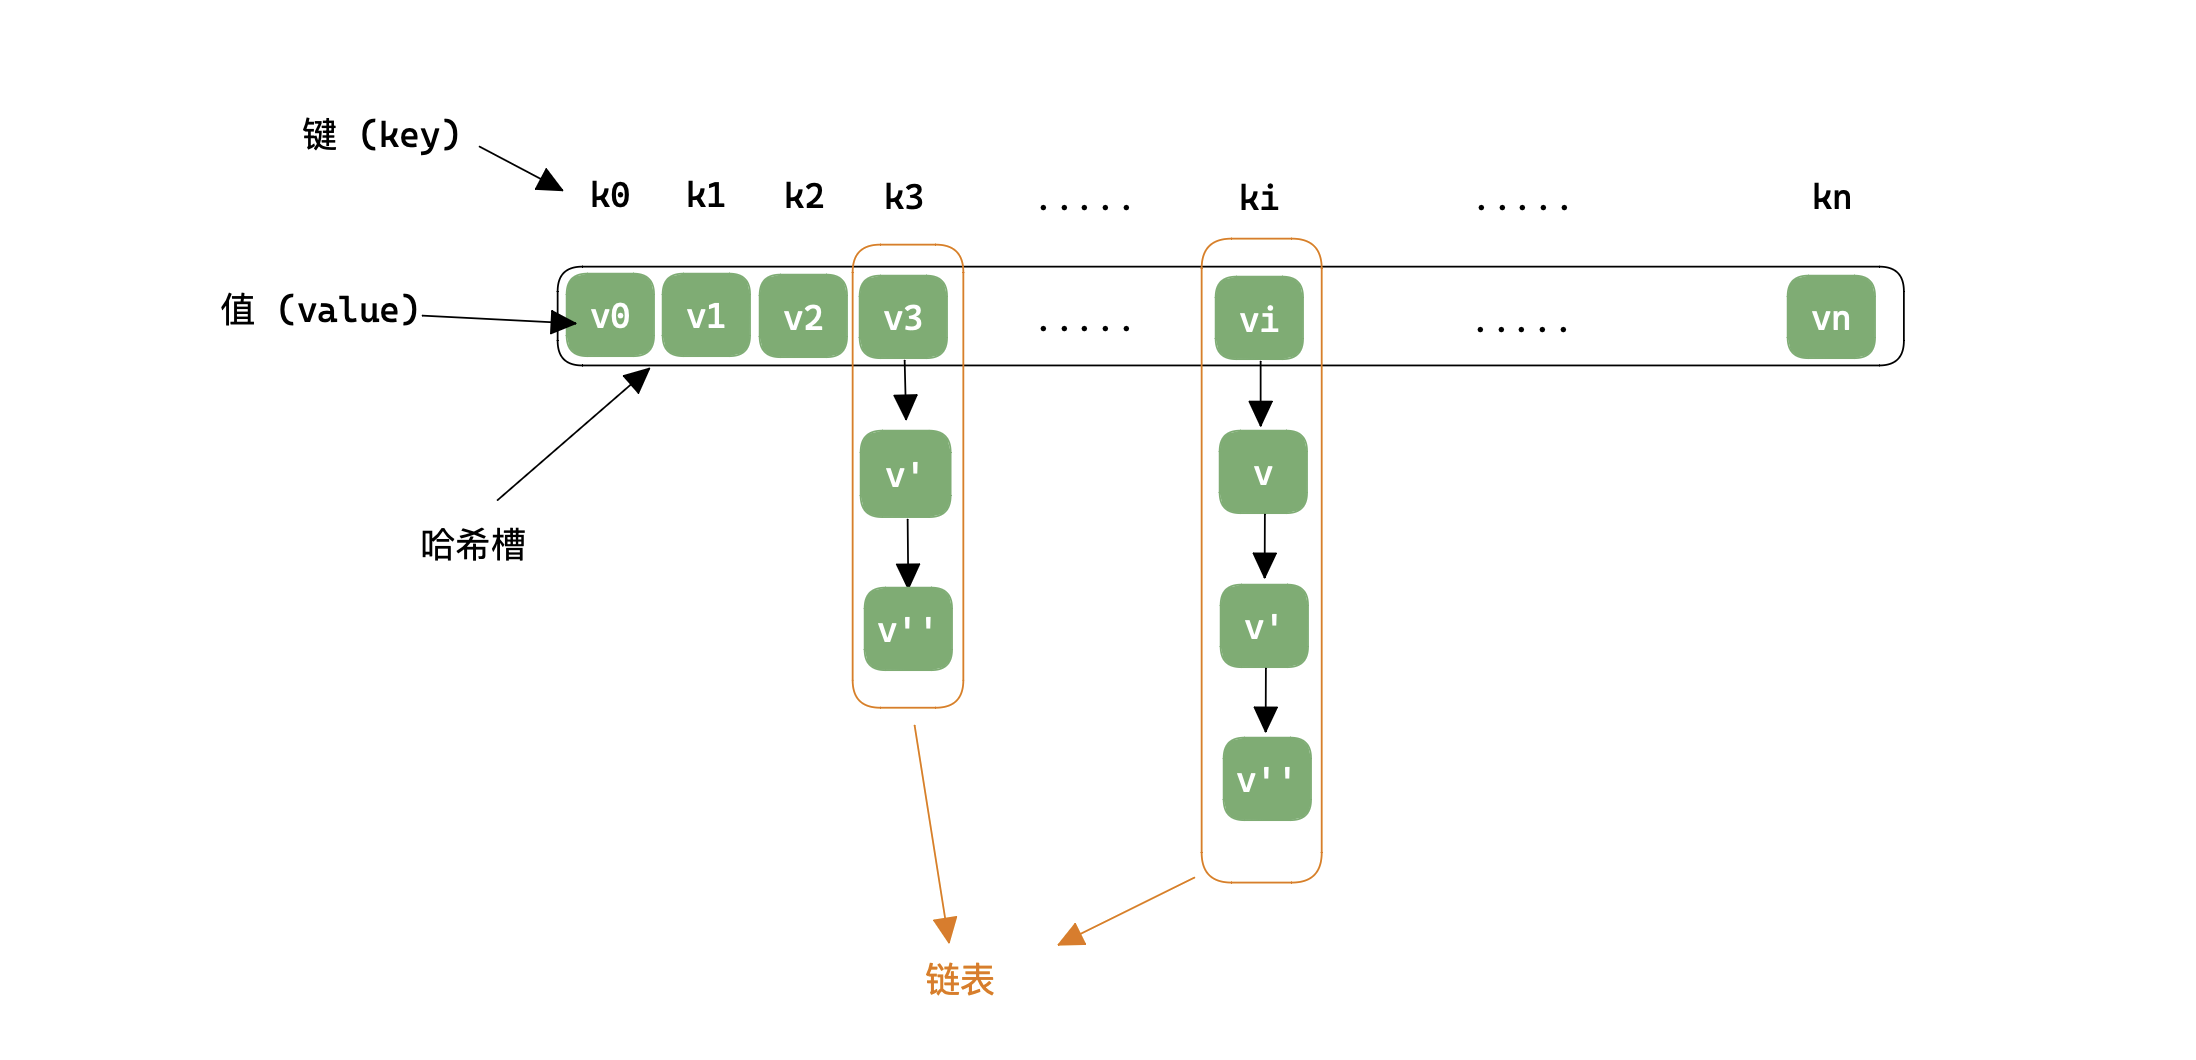 键 (key)
k0 k1 k2 k3 ..... ki ..... kn
值 (value)
v0 v1 v2 v3 ..... vi ..... vn
v' v
哈希槽
v'' v'
v''
链表